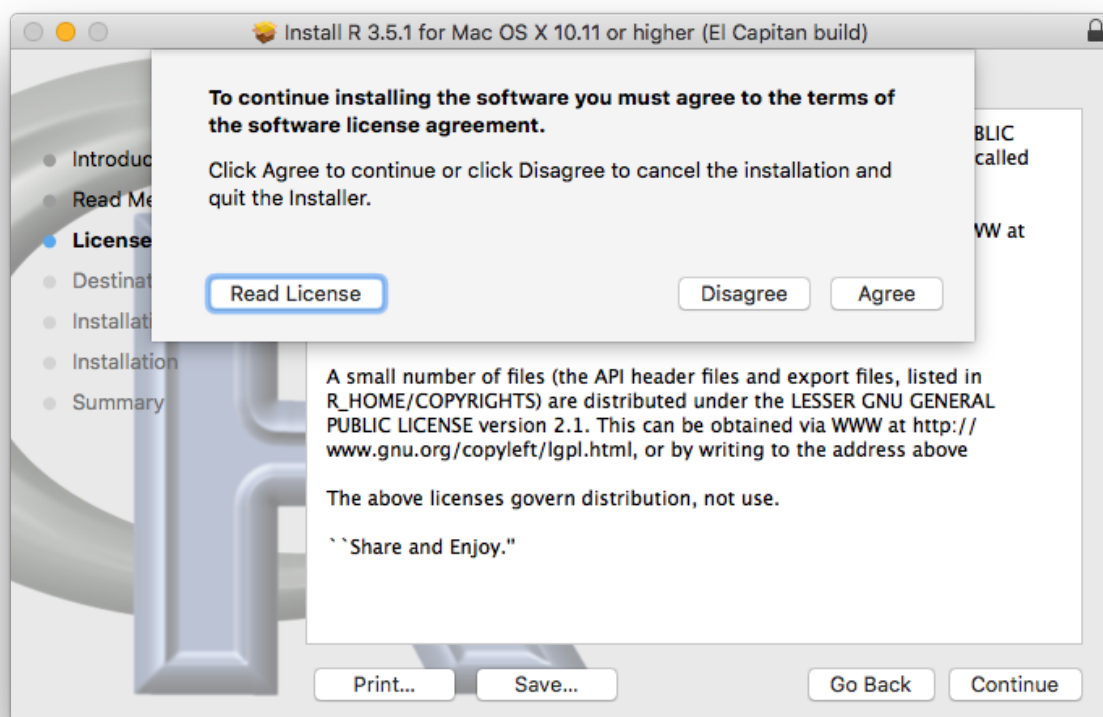 Install R 3.5.1 for Mac OS X 10.11 or higher (El Capitan build)
To continue installing the software you must agree to the terms of
the software license agreement.
Click Agree to continue or click Disagree to cancel the installation and
quit the Installer.
Read License
Disagree
Agree
Introduc
Read Me
License
Destinat
Installati
Installation
Summary
BLIC
called
WW at
A small number of files (the API header files and export files, listed in
R_HOME/COPYRIGHTS) are distributed under the LESSER GNU GENERAL
PUBLIC LICENSE version 2.1. This can be obtained via WWW at http://
www.gnu.org/copyleft/lgpl.html, or by writing to the address above
The above licenses govern distribution, not use.
``Share and Enjoy."
Print...
Save...
Go Back
Continue